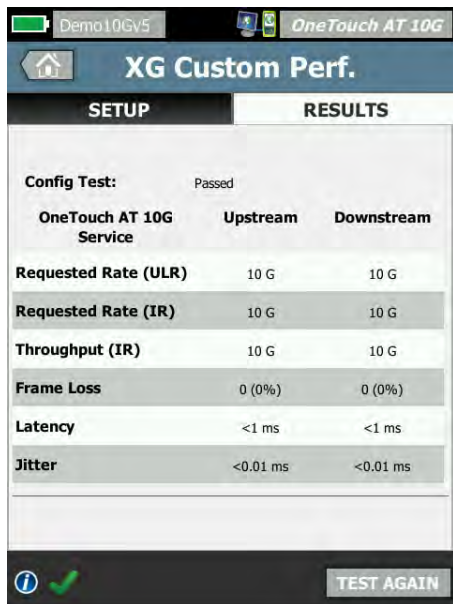 Demo10Gv5 OneTouch AT 10G
XG Custom Perf.
SETUP RESULTS
Config Test: Passed
OneTouch AT 10G Upstream Downstream
Service
Requested Rate (ULR) 10 G 10 G
Requested Rate (IR) 10 G 10 G
Throughput (IR) 10 G 10 G
Frame Loss 0 (0%) 0 (0%)
Latency <1 ms <1 ms
Jitter <0.01 ms <0.01 ms
TEST AGAIN